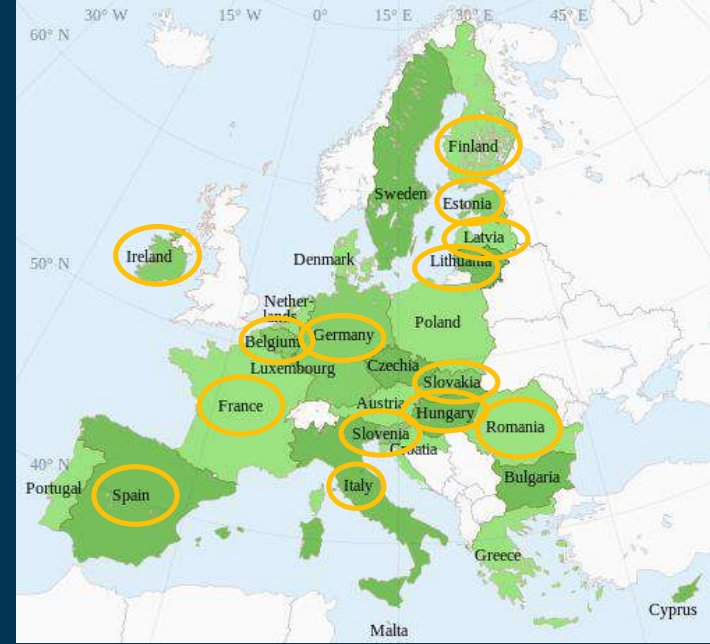 30° W
15° W
0°
15° E
30° E
45° E
60° N
Finland
Sweden
Estonia
Latvia
Ireland
Denmark
Lithuania
50° N
Nether-
lands
Poland
Belgium
Germany
Czechia
Luxembourg
Slovakia
France
Austria
Hungary
Romania
Slovenia
Croatia
40° N
Bulgaria
Portugal
Spain
Italy
Greece
Cyprus
Malta